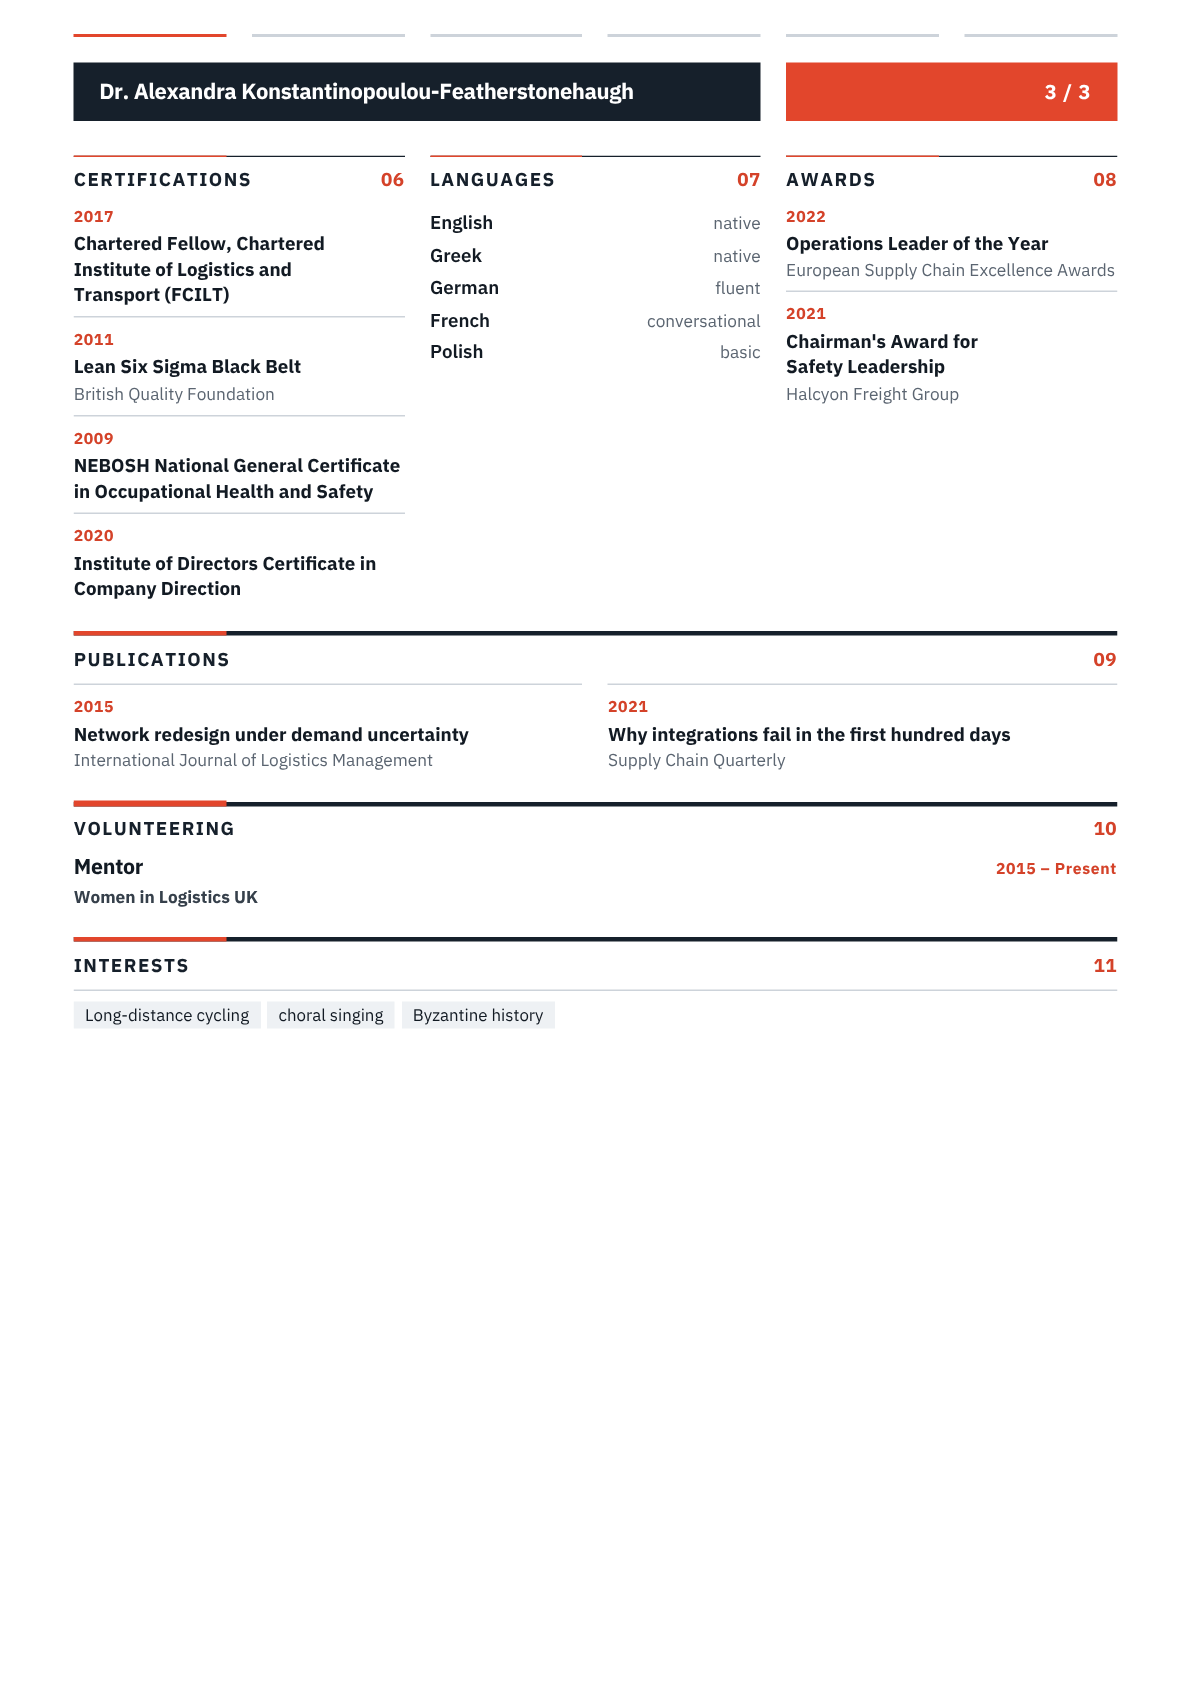 Dr. Alexandra Konstantinopoulou-Featherstonehaugh
3 / 3
CERTIFICATIONS 06
2017
Chartered Fellow, Chartered
Institute of Logistics and
Transport (FCILT)
2011
Lean Six Sigma Black Belt
British Quality Foundation
2009
NEBOSH National General Certificate
in Occupational Health and Safety
2020
Institute of Directors Certificate in
Company Direction
LANGUAGES 07
English native
Greek native
German fluent
French conversational
Polish basic
AWARDS 08
2022
Operations Leader of the Year
European Supply Chain Excellence Awards
2021
Chairman's Award for
Safety Leadership
Halcyon Freight Group
PUBLICATIONS 09
2015
Network redesign under demand uncertainty
International Journal of Logistics Management
2021
Why integrations fail in the first hundred days
Supply Chain Quarterly
VOLUNTEERING 10
Mentor 2015 – Present
Women in Logistics UK
INTERESTS 11
Long-distance cycling choral singing Byzantine history